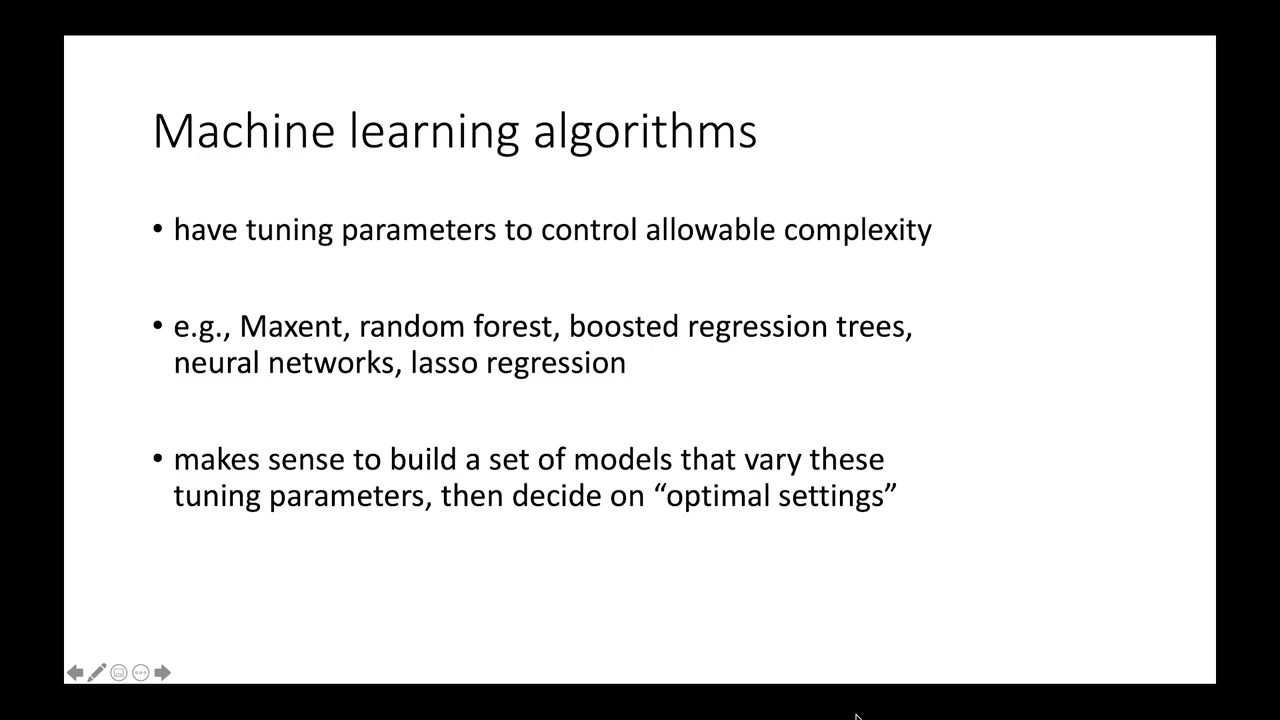 Machine learning algorithms
• have tuning parameters to control allowable complexity
• e.g., Maxent, random forest, boosted regression trees,
neural networks, lasso regression
• makes sense to build a set of models that vary these
tuning parameters, then decide on “optimal settings”